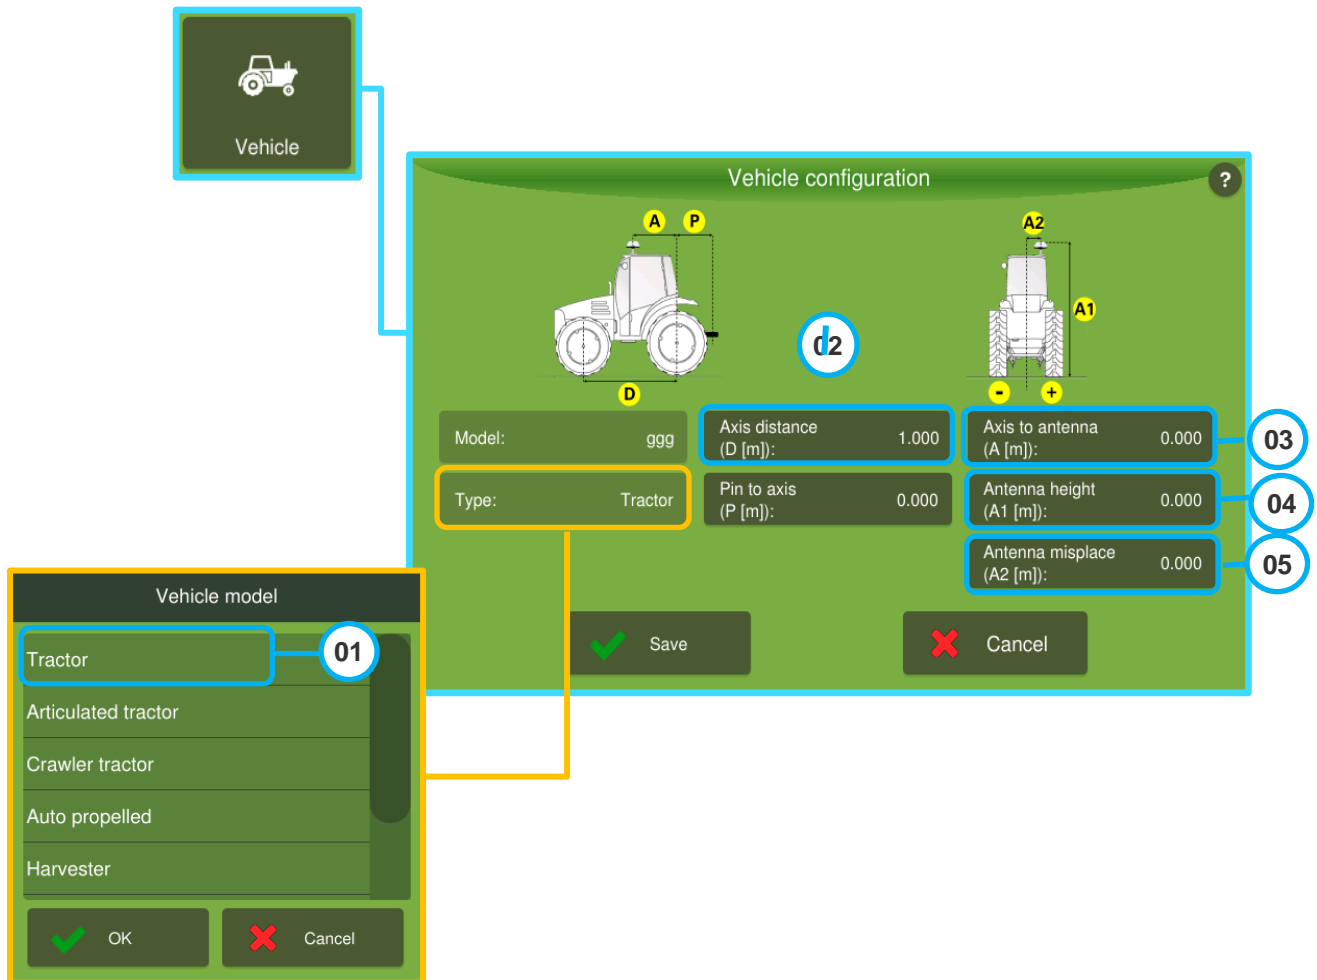 Vehicle
Vehicle configuration
?
A P
A2
A1
02
D
- +
Model: ggg
Axis distance
(D [m]): 1.000
Axis to antenna
(A [m]): 0.000
03
Type: Tractor
Pin to axis
(P [m]): 0.000
Antenna height
(A1 [m]): 0.000
04
Antenna misplace
(A2 [m]): 0.000
05
Save
Cancel
Vehicle model
Tractor
01
Articulated tractor
Crawler tractor
Auto propelled
Harvester
OK
Cancel